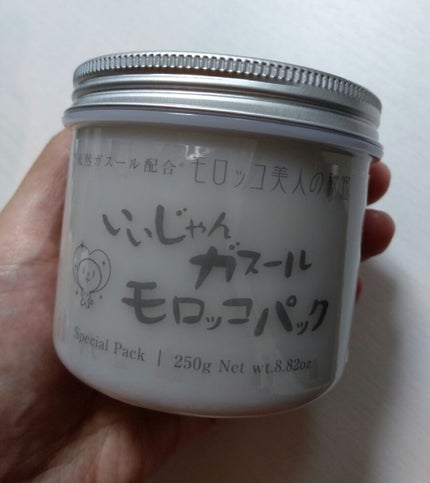 天然ガスール配合 モロッコ美人の秘密
いいじゃん
ガスール
モロッコパック
Special Pack | 250g Net wt.8.82oz